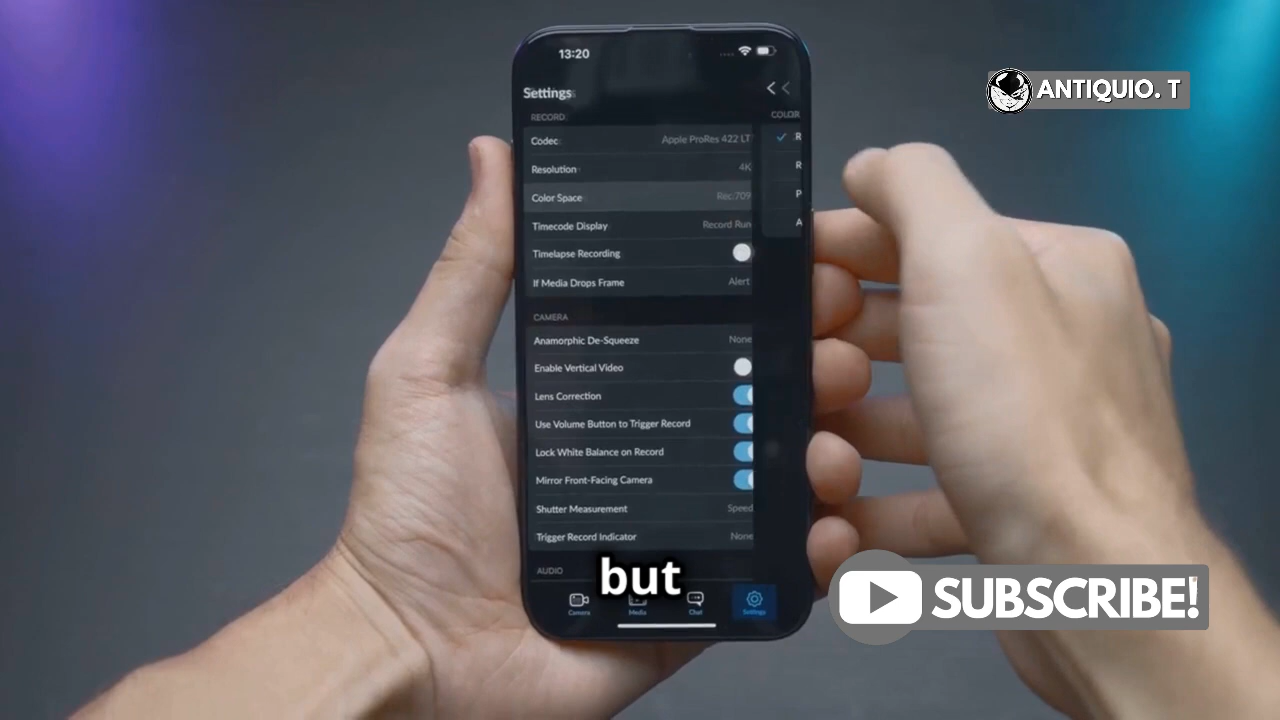 13:20
Settings
RECORD
COLOR
Codec Apple ProRes 422 LT
R
Resolution 4K
R
Color Space Rec.709
P
Timecode Display Record Run
A
Timelapse Recording
If Media Drops Frame Alert
CAMERA
Anamorphic De-Squeeze None
Enable Vertical Video
Lens Correction
Use Volume Button to Trigger Record
Lock White Balance on Record
Mirror Front-Facing Camera
Shutter Measurement Speed
Trigger Record Indicator None
AUDIO
Camera Media Chat Settings
ANTIQUIO. T
but
SUBSCRIBE!